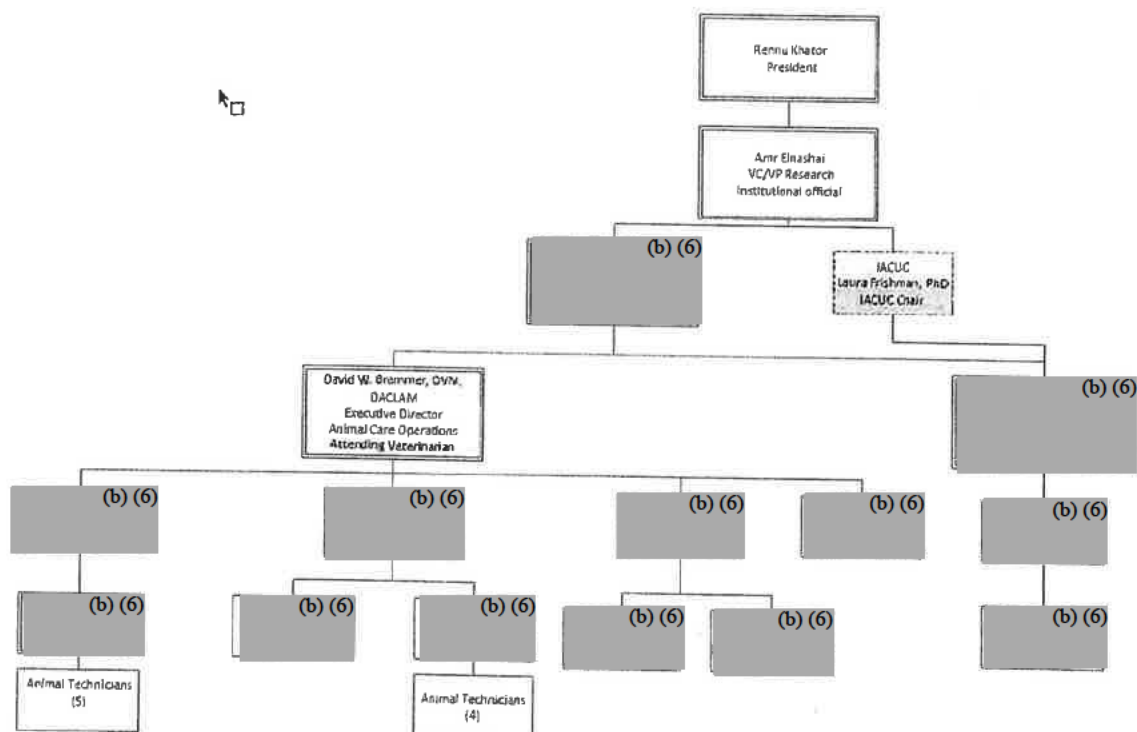 Rennu Khator
President
Amr Elnashai
VC/VP Research
Institutional official
(b) (6)
IACUC
Laura Frishman, PhD
IACUC Chair
David W. Brammer, DVM,
DACLAM
Executive Director
Animal Care Operations
Attending Veterinarian
(b) (6)
(b) (6)
(b) (6)
(b) (6)
(b) (6)
(b) (6)
(b) (6)
(b) (6)
(b) (6)
(b) (6)
(b) (6)
(b) (6)
Animal Technicians
(5)
Animal Technicians
(4)